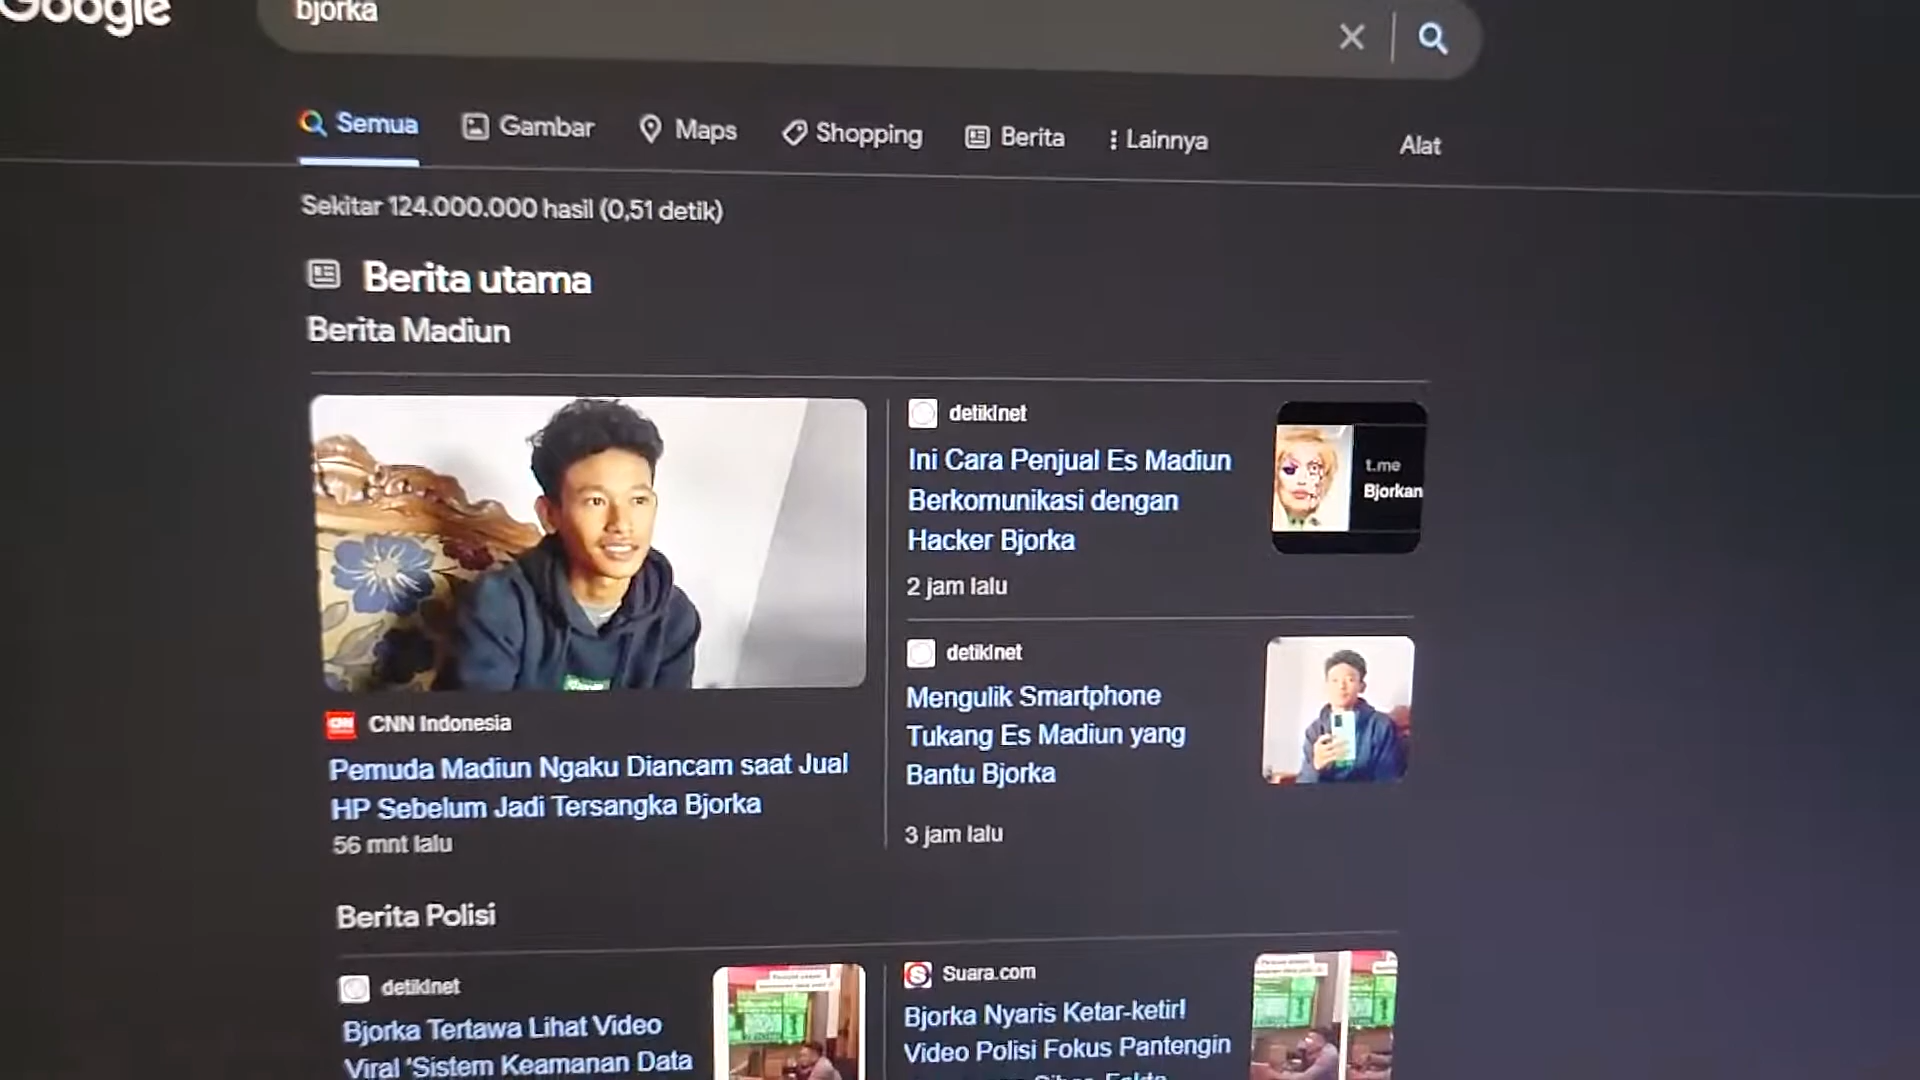 Google
bjorka
Semua
Gambar
Maps
Shopping
Berita
Lainnya
Alat
Sekitar 124.000.000 hasil (0,51 detik)
Berita utama
Berita Madiun
CNN Indonesia
Pemuda Madiun Ngaku Diancam saat Jual
HP Sebelum Jadi Tersangka Bjorka
56 mnt lalu
detikInet
Ini Cara Penjual Es Madiun
Berkomunikasi dengan
Hacker Bjorka
2 jam lalu
t.me
Bjorkan
detikInet
Mengulik Smartphone
Tukang Es Madiun yang
Bantu Bjorka
3 jam lalu
Berita Polisi
detikInet
Bjorka Tertawa Lihat Video
Viral 'Sistem Keamanan Data
Suara.com
Bjorka Nyaris Ketar-ketir!
Video Polisi Fokus Pantengin